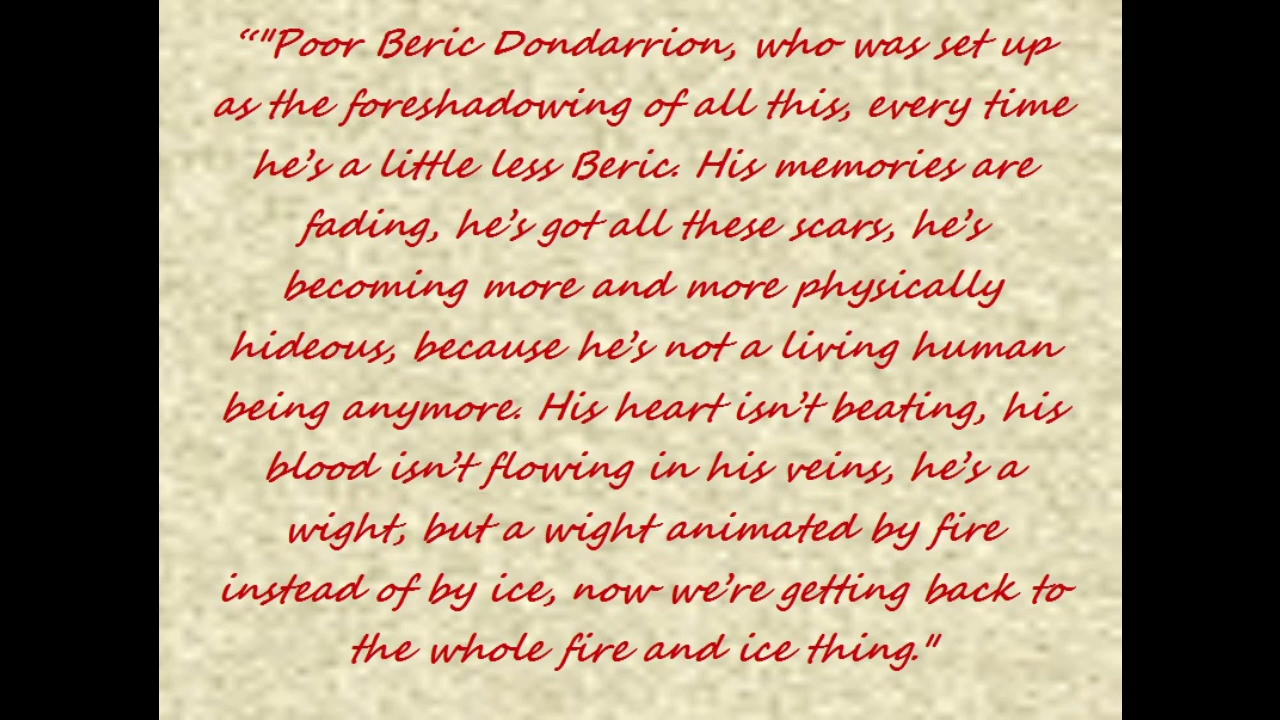 “"Poor Beric Dondarrion, who was set up
as the foreshadowing of all this, every time
he’s a little less Beric. His memories are
fading, he’s got all these scars, he’s
becoming more and more physically
hideous, because he’s not a living human
being anymore. His heart isn’t beating, his
blood isn’t flowing in his veins, he’s a
wight, but a wight animated by fire
instead of by ice, now we’re getting back to
the whole fire and ice thing."